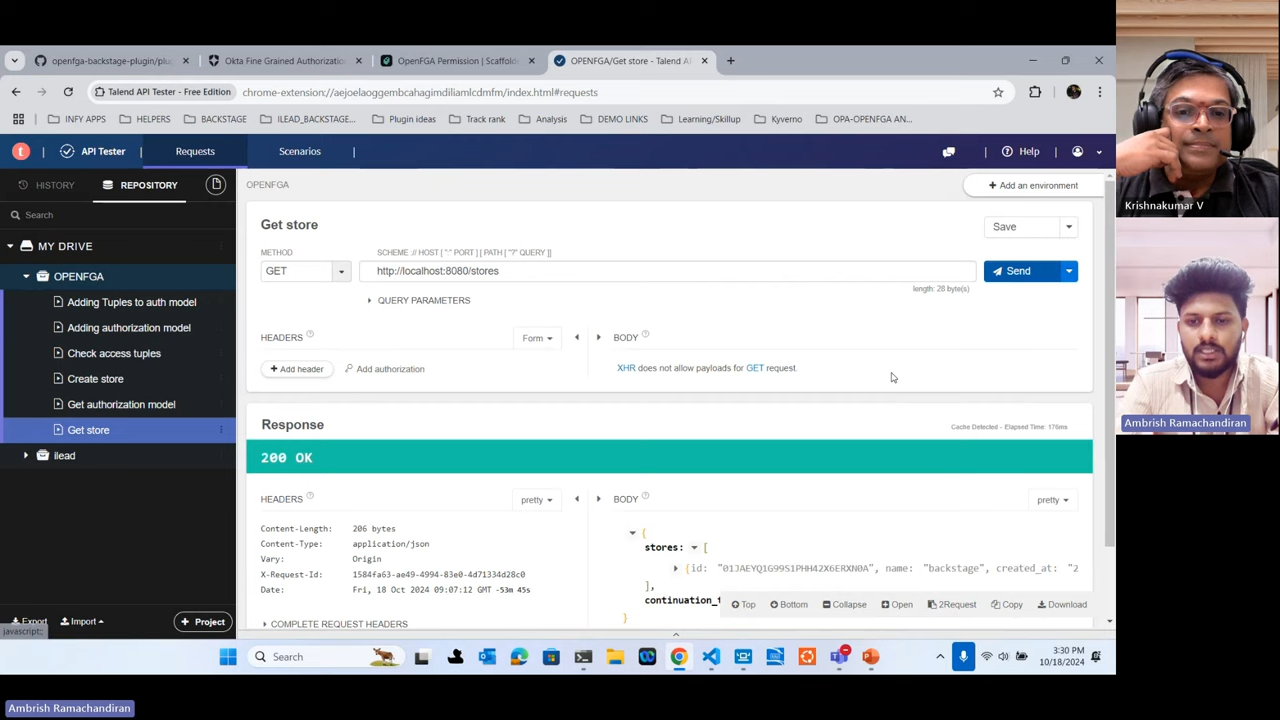 openfga-backstage-plugin/plu
Okta Fine Grained Authorization
OpenFGA Permission | Scaffold
OPENFGA/Get store - Talend A
Talend API Tester - Free Edition
chrome-extension://aejoelaoggembcahagimdiliamlcdmfm/index.html#requests
INFY APPS
HELPERS
BACKSTAGE
ILEAD_BACKSTAGE...
Plugin ideas
Track rank
Analysis
DEMO LINKS
Learning/Skillup
Kyverno
OPA-OPENFGA AN...
t
API Tester
Requests
Scenarios
Help
HISTORY
REPOSITORY
OPENFGA
Add an environment
Search
Krishnakumar V
Get store
Save
MY DRIVE
METHOD
SCHEME :// HOST [ ":" PORT ] [ PATH [ "?" QUERY ]]
OPENFGA
GET
http://localhost:8080/stores
Send
length: 28 byte(s)
Adding Tuples to auth model
QUERY PARAMETERS
Adding authorization model
HEADERS
Form
BODY
Check access tuples
Add header
Add authorization
XHR does not allow payloads for GET request.
Create store
Get authorization model
Get store
Response
Cache Detected - Elapsed Time: 176ms
Ambrish Ramachandiran
ilead
200 OK
HEADERS
pretty
BODY
pretty
Content-Length: 206 bytes
Content-Type: application/json
Vary: Origin
X-Request-Id: 1584fa63-ae49-4994-83e0-4d71334d28c0
Date: Fri, 18 Oct 2024 09:07:12 GMT -53m 45s
{
stores: [
{id: "01JAEYQ1G99S1PHH42X6ERXN0A", name: "backstage", created_at: "2
],
continuation_t
}
Top
Bottom
Collapse
Open
2Request
Copy
Download
COMPLETE REQUEST HEADERS
Export
Import
Project
javascript:;
Search
3:30 PM
10/18/2024
Ambrish Ramachandiran